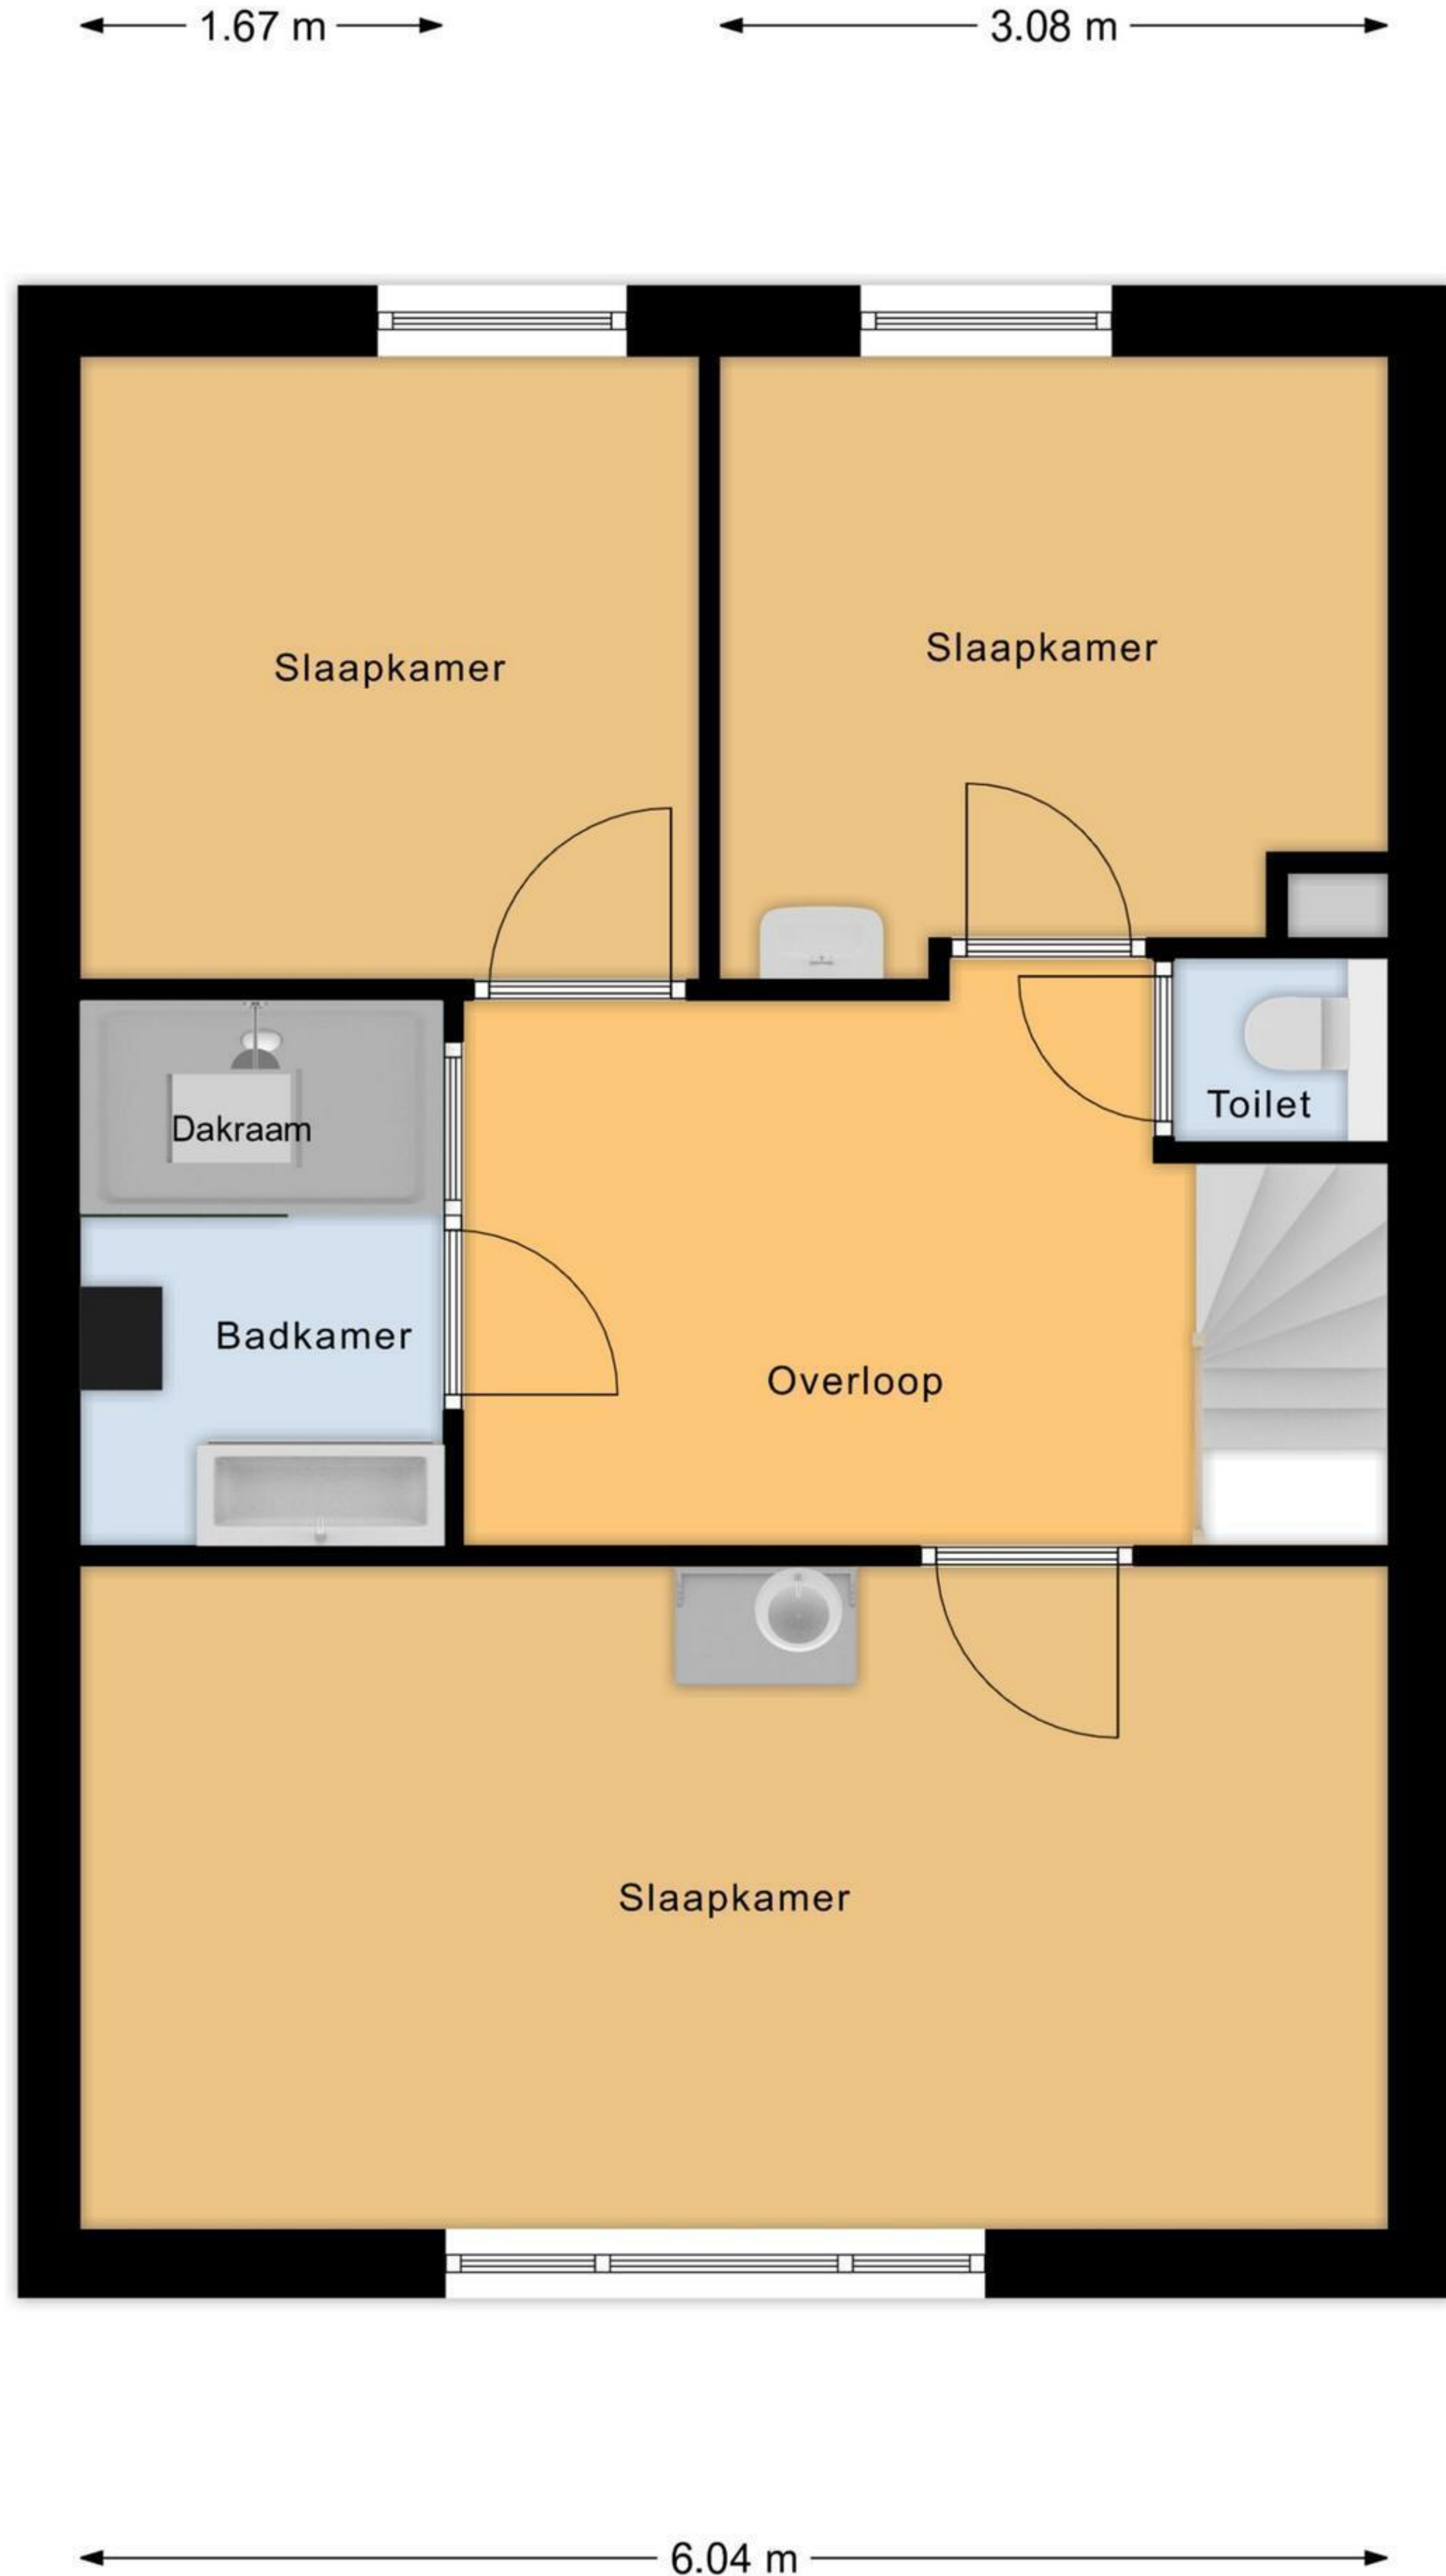 1.67 m
3.08 m
Slaapkamer
Slaapkamer
Dakraam
Toilet
Badkamer
Overloop
Slaapkamer
6.04 m